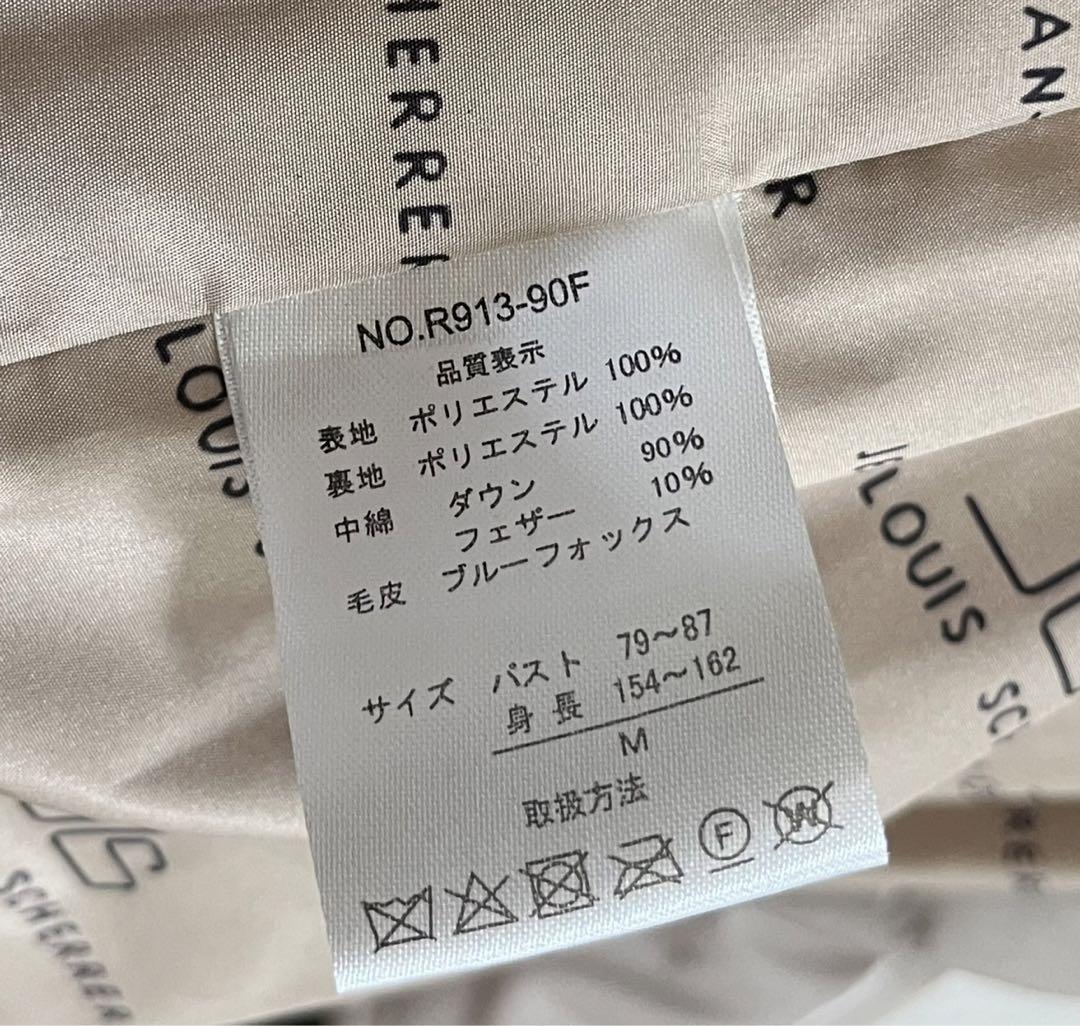 HERRER
AN
R
LOUIS
NO.R913-90F
品質表示
表地 ポリエステル 100%
裏地 ポリエステル 100%
中綿 ダウン 90%
フェザー 10%
毛皮 ブルーフォックス
サイズ バスト 79〜87
身長 154〜162
M
取扱方法
F
W
LOUIS
SC
SCHERRER